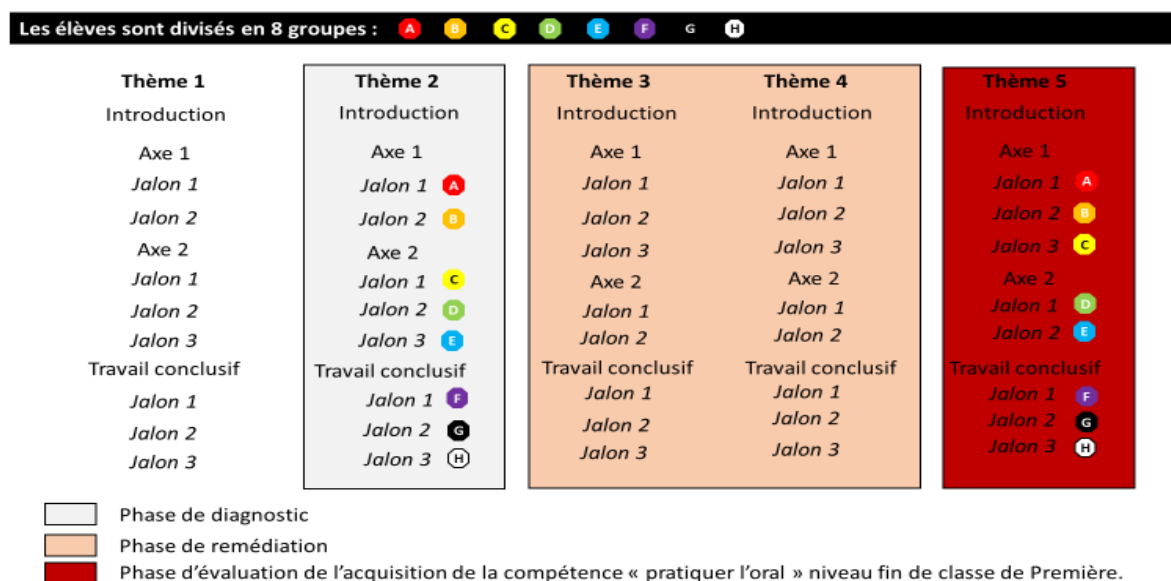 Les élèves sont divisés en 8 groupes : A B C D E F G H
Thème 1 Thème 2 Thème 3 Thème 4 Thème 5
Introduction Introduction Introduction Introduction Introduction
Axe 1 Axe 1 Axe 1 Axe 1 Axe 1
Jalon 1 Jalon 1 A Jalon 1 Jalon 1 Jalon 1 A
Jalon 2 Jalon 2 B Jalon 2 Jalon 2 Jalon 2 B
Axe 2 Axe 2 Jalon 3 Jalon 3 Jalon 3 C
Jalon 1 Jalon 1 C Axe 2 Axe 2 Axe 2
Jalon 2 Jalon 2 D Jalon 1 Jalon 1 Jalon 1 D
Jalon 3 Jalon 3 E Jalon 2 Jalon 2 Jalon 2 E
Travail conclusif Travail conclusif Travail conclusif Travail conclusif Travail conclusif
Jalon 1 Jalon 1 F Jalon 1 Jalon 1 Jalon 1 F
Jalon 2 Jalon 2 G Jalon 2 Jalon 2 Jalon 2 G
Jalon 3 Jalon 3 H Jalon 3 Jalon 3 Jalon 3 H
Phase de diagnostic
Phase de remédiation
Phase d'évaluation de l'acquisition de la compétence « pratiquer l'oral » niveau fin de classe de Première.